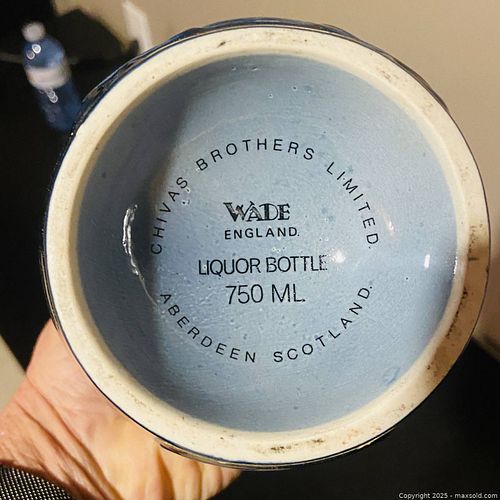 CHIVAS BROTHERS LIMITED.
WADE
ENGLAND.
LIQUOR BOTTLE
750 ML.
ABERDEEN SCOTLAND.
Copyright © 2025 - maxsold.com